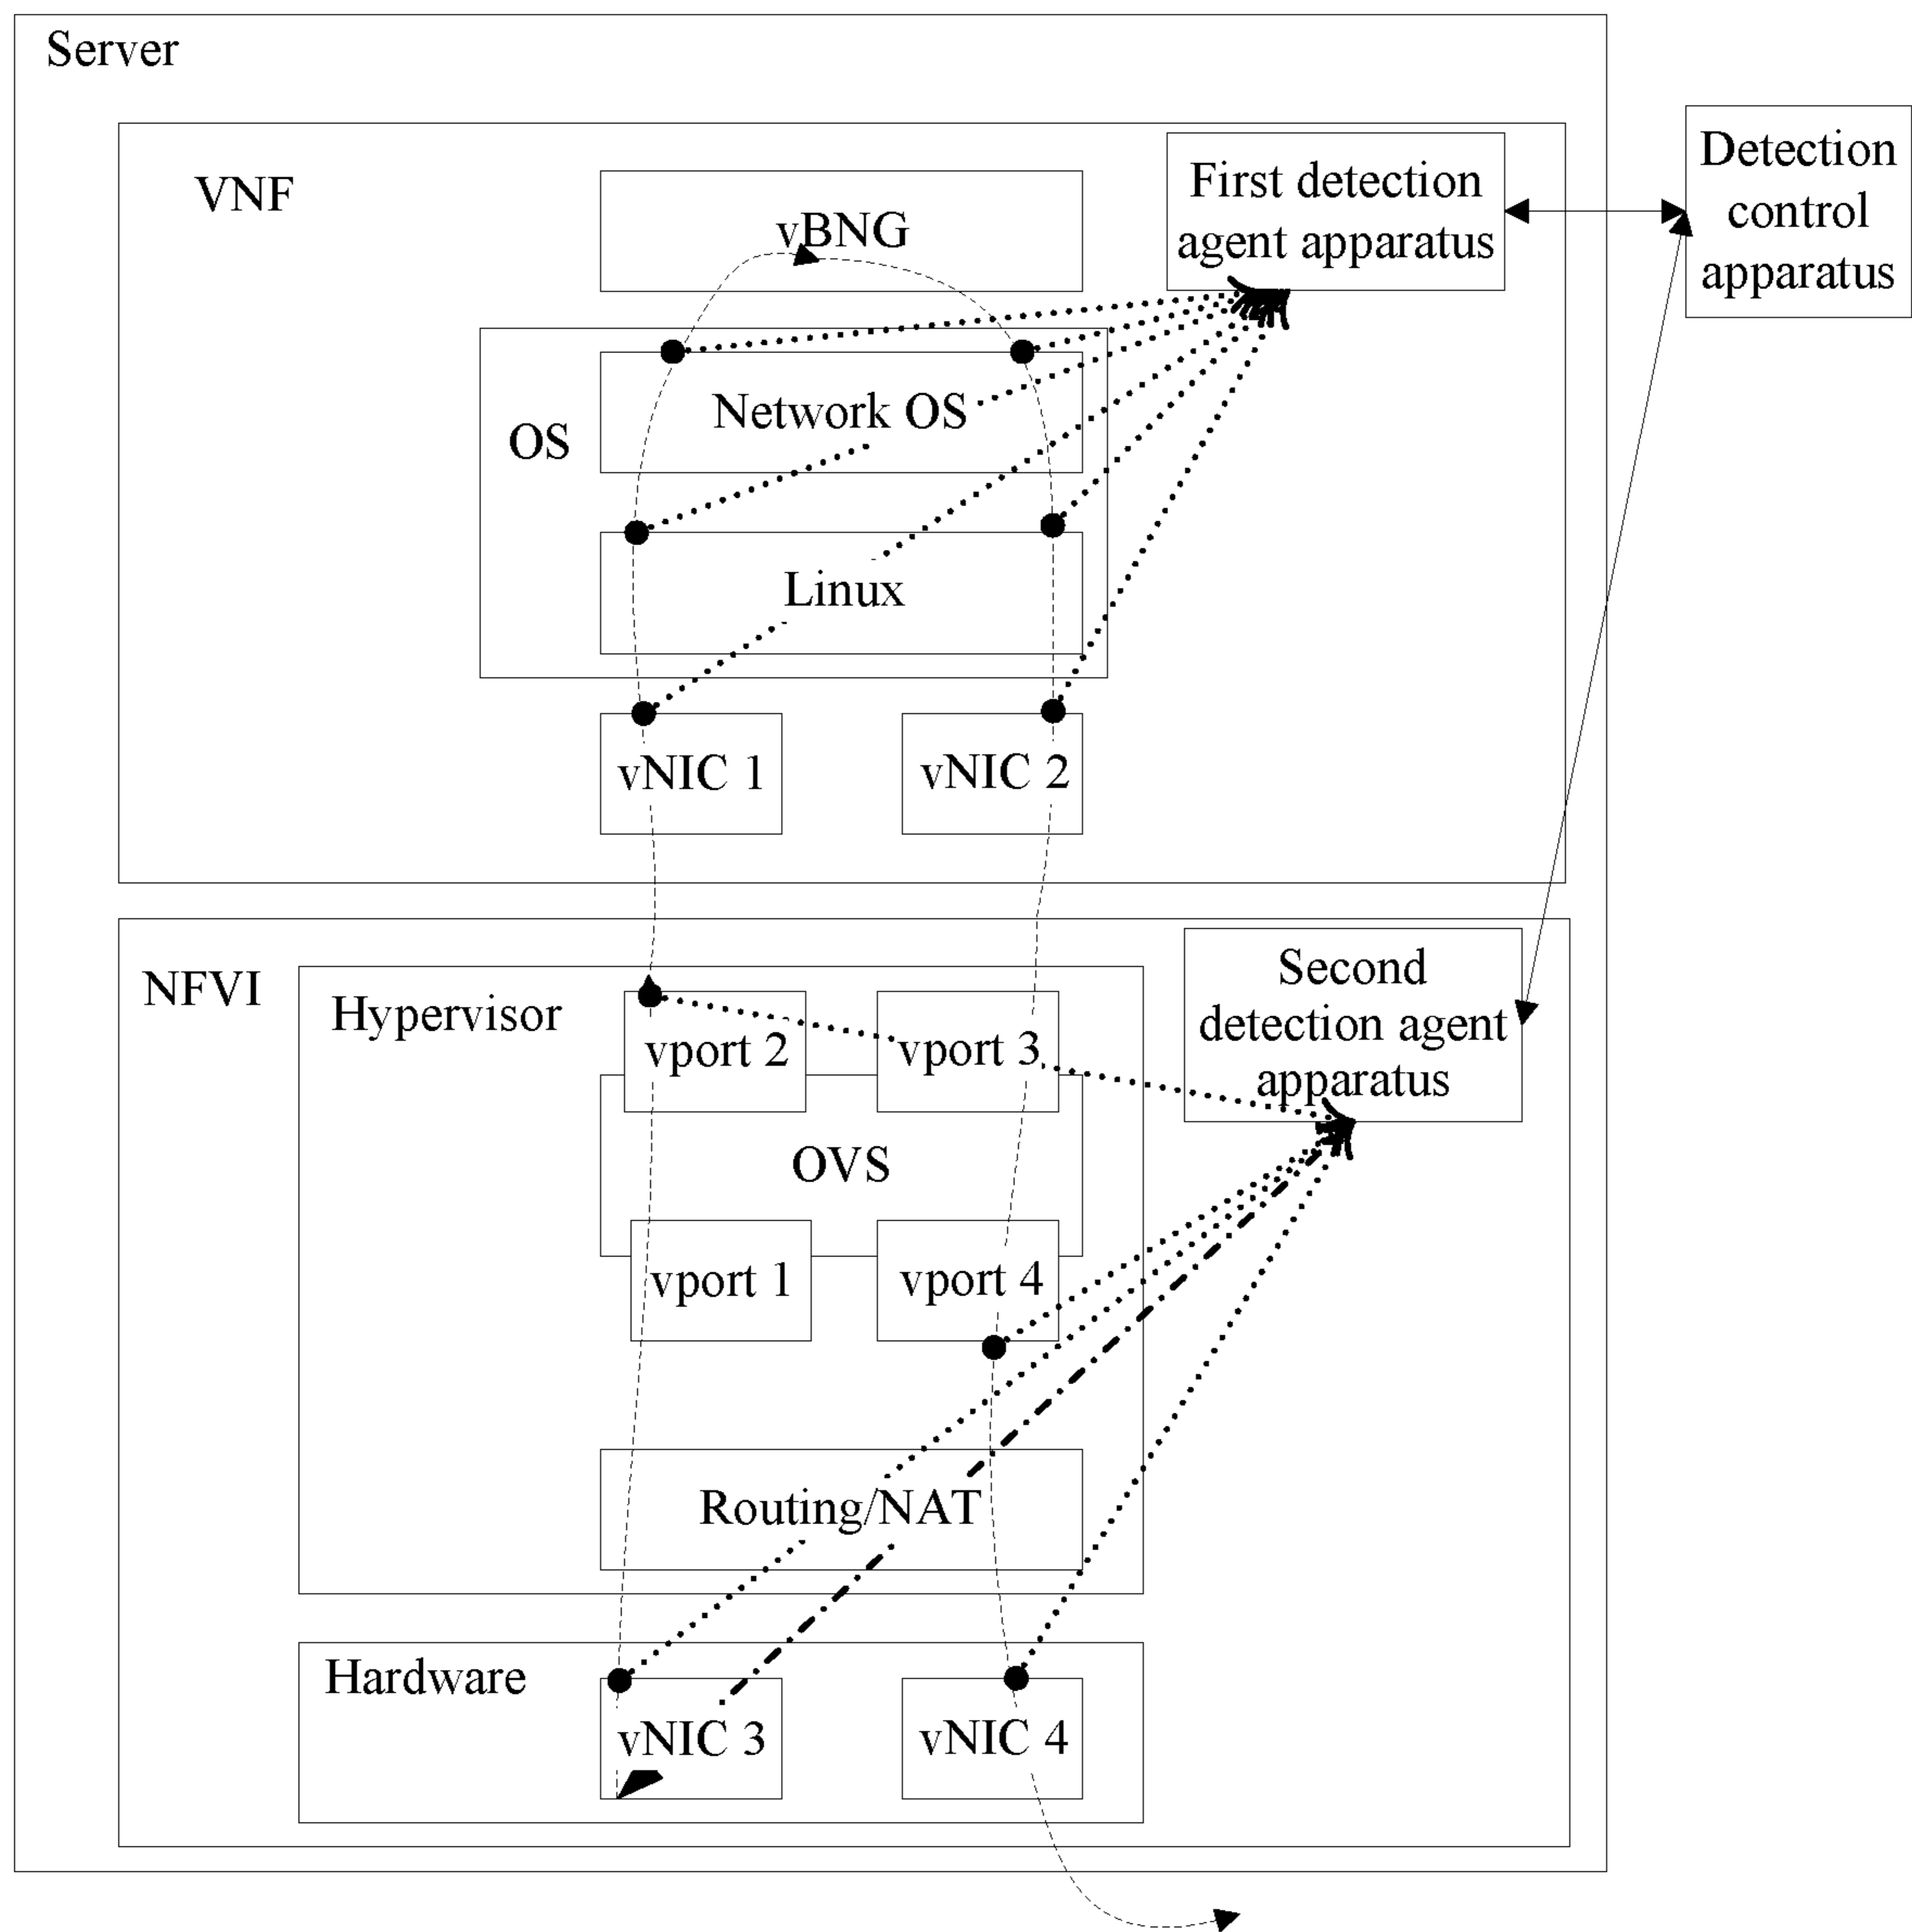 Server
VNF
vBNG
First detection
agent apparatus
Detection
control
apparatus
OS
Network OS
Linux
vNIC 1
vNIC 2
NFVI
Hypervisor
Second
detection agent
apparatus
vport 2
vport 3
OVS
vport 1
vport 4
Routing/NAT
Hardware
vNIC 3
vNIC 4